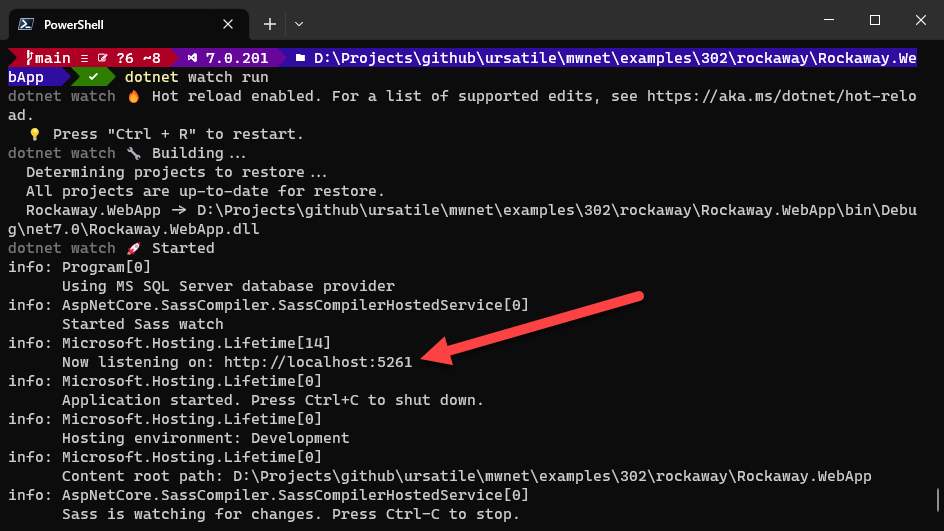 PowerShell
main ≡ ?6 ~8 7.0.201 D:\Projects\github\ursatile\mwnet\examples\302\rockaway\Rockaway.We
bApp ✓ dotnet watch run
dotnet watch 🔥 Hot reload enabled. For a list of supported edits, see https://aka.ms/dotnet/hot-relo
ad.
💡 Press "Ctrl + R" to restart.
dotnet watch 🔧 Building...
Determining projects to restore...
All projects are up-to-date for restore.
Rockaway.WebApp -> D:\Projects\github\ursatile\mwnet\examples\302\rockaway\Rockaway.WebApp\bin\Debu
g\net7.0\Rockaway.WebApp.dll
dotnet watch 🚀 Started
info: Program[0]
Using MS SQL Server database provider
info: AspNetCore.SassCompiler.SassCompilerHostedService[0]
Started Sass watch
info: Microsoft.Hosting.Lifetime[14]
Now listening on: http://localhost:5261
info: Microsoft.Hosting.Lifetime[0]
Application started. Press Ctrl+C to shut down.
info: Microsoft.Hosting.Lifetime[0]
Hosting environment: Development
info: Microsoft.Hosting.Lifetime[0]
Content root path: D:\Projects\github\ursatile\mwnet\examples\302\rockaway\Rockaway.WebApp
info: AspNetCore.SassCompiler.SassCompilerHostedService[0]
Sass is watching for changes. Press Ctrl-C to stop.